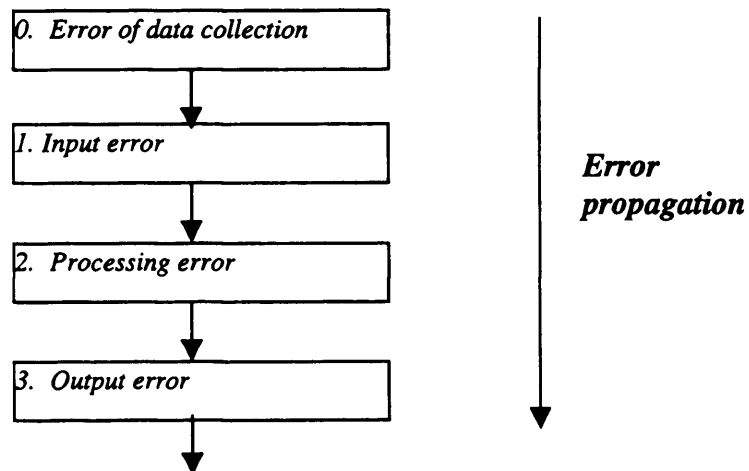 0. Error of data collection
1. Input error
2. Processing error
3. Output error
Error
propagation